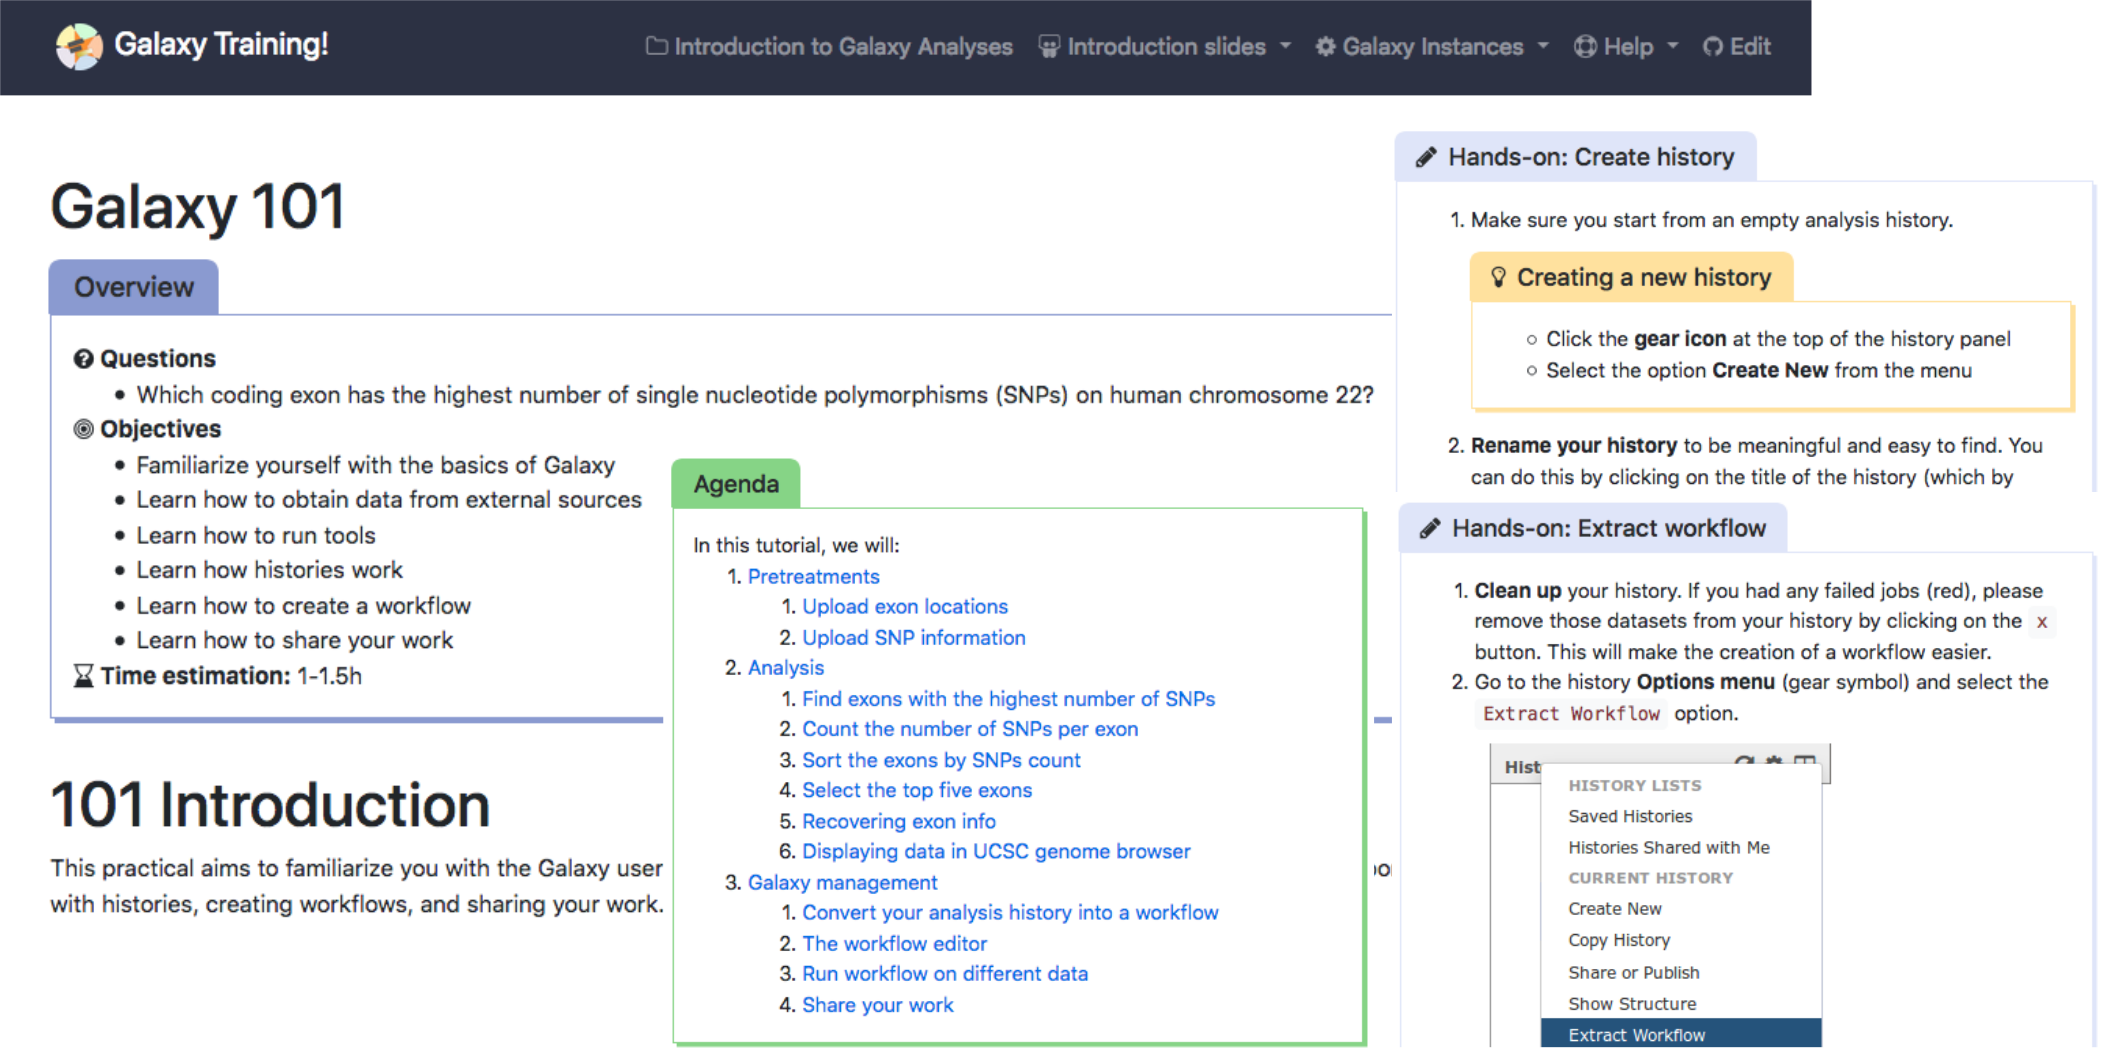 Galaxy Training!
Introduction to Galaxy Analyses
Introduction slides
Galaxy Instances
Help
Edit
Galaxy 101
Overview
Questions
Which coding exon has the highest number of single nucleotide polymorphisms (SNPs) on human chromosome 22?
Objectives
Familiarize yourself with the basics of Galaxy
Learn how to obtain data from external sources
Learn how to run tools
Learn how histories work
Learn how to create a workflow
Learn how to share your work
Time estimation: 1-1.5h
101 Introduction
This practical aims to familiarize you with the Galaxy user
with histories, creating workflows, and sharing your work.
Agenda
In this tutorial, we will:
1. Pretreatments
1. Upload exon locations
2. Upload SNP information
2. Analysis
1. Find exons with the highest number of SNPs
2. Count the number of SNPs per exon
3. Sort the exons by SNPs count
4. Select the top five exons
5. Recovering exon info
6. Displaying data in UCSC genome browser
3. Galaxy management
1. Convert your analysis history into a workflow
2. The workflow editor
3. Run workflow on different data
4. Share your work
Hands-on: Create history
1. Make sure you start from an empty analysis history.
Creating a new history
Click the gear icon at the top of the history panel
Select the option Create New from the menu
2. Rename your history to be meaningful and easy to find. You
can do this by clicking on the title of the history (which by
Hands-on: Extract workflow
1. Clean up your history. If you had any failed jobs (red), please
remove those datasets from your history by clicking on the x
button. This will make the creation of a workflow easier.
2. Go to the history Options menu (gear symbol) and select the
Extract Workflow option.
Hist
HISTORY LISTS
Saved Histories
Histories Shared with Me
CURRENT HISTORY
Create New
Copy History
Share or Publish
Show Structure
Extract Workflow